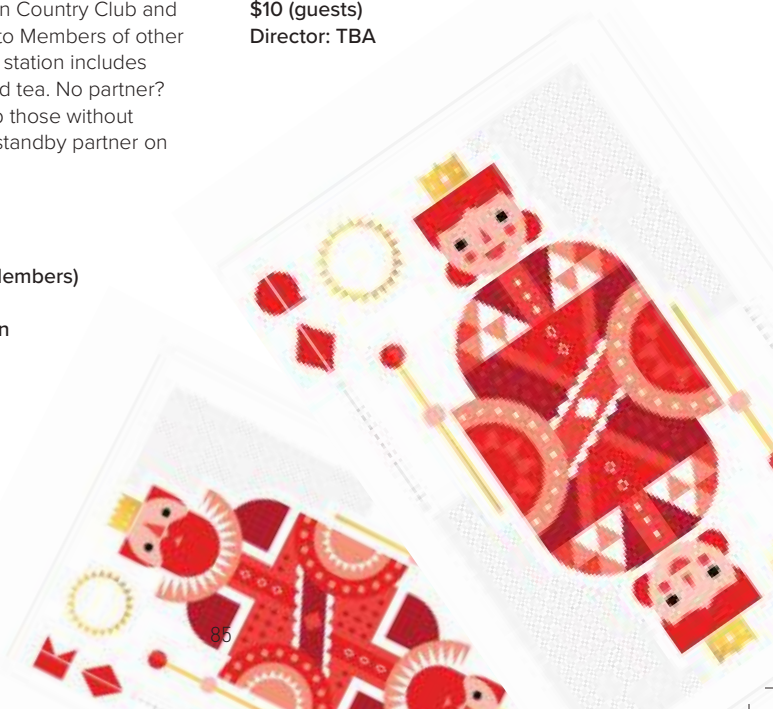 n Country Club and
to Members of other
station includes
d tea. No partner?
o those without
standby partner on
Members)
n
$10 (guests)
Director: TBA
K
85